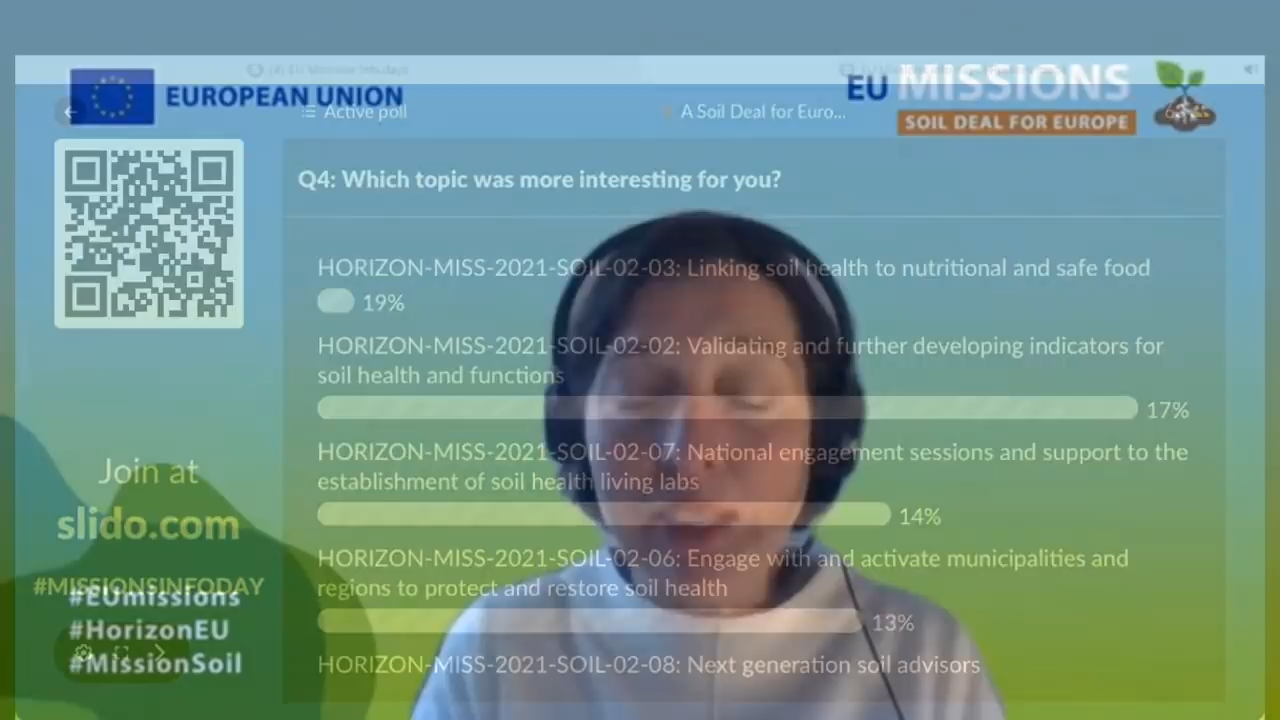 EUROPEAN UNION
EU MISSIONS
SOIL DEAL FOR EUROPE
Active poll
A Soil Deal for Euro...
Q4: Which topic was more interesting for you?
HORIZON-MISS-2021-SOIL-02-03: Linking soil health to nutritional and safe food
19%
HORIZON-MISS-2021-SOIL-02-02: Validating and further developing indicators for
soil health and functions
17%
HORIZON-MISS-2021-SOIL-02-07: National engagement sessions and support to the
establishment of soil health living labs
14%
HORIZON-MISS-2021-SOIL-02-06: Engage with and activate municipalities and
regions to protect and restore soil health
13%
HORIZON-MISS-2021-SOIL-02-08: Next generation soil advisors
Join at
slido.com
#MISSIONSINFODAY
#EUmissions
#HorizonEU
#MissionSoil